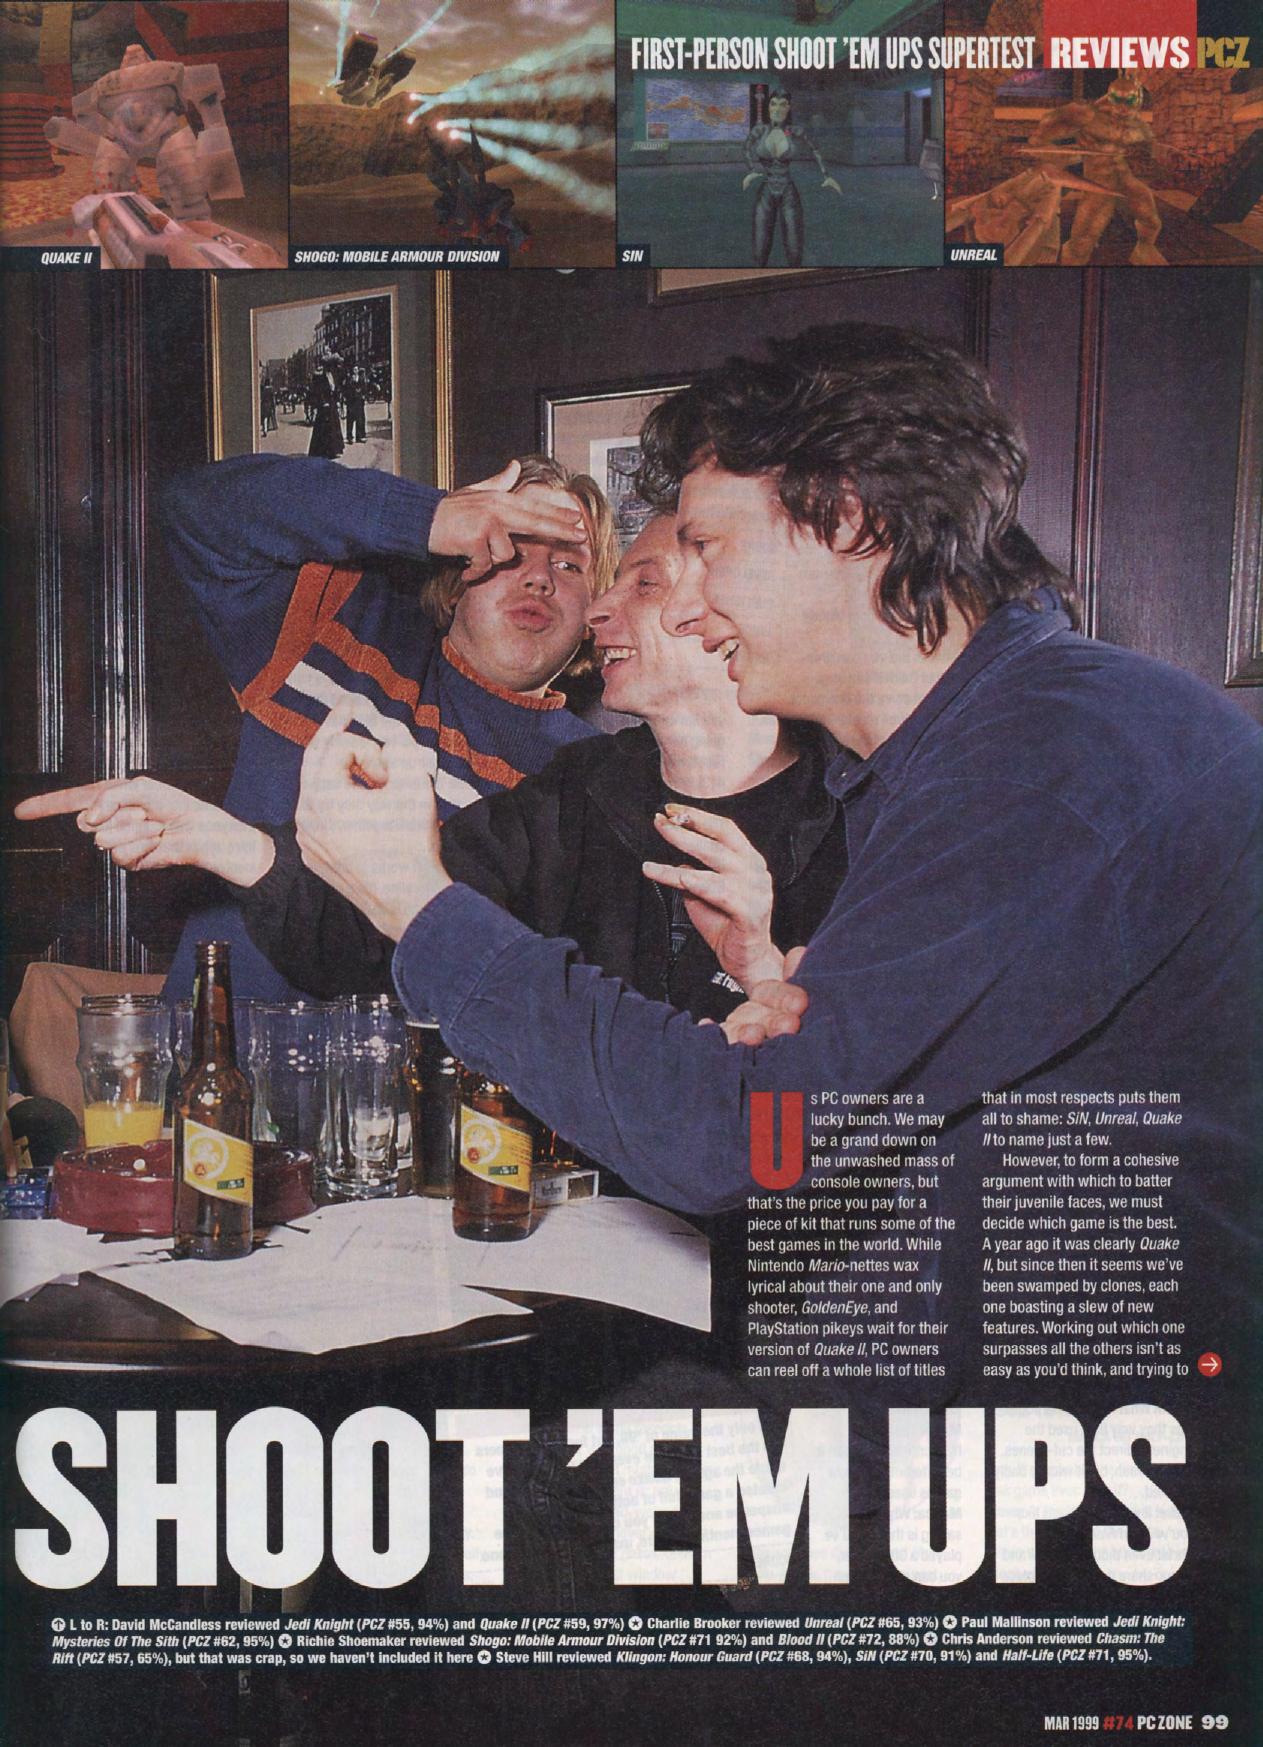 FIRST-PERSON SHOOT 'EM UPS SUPERTEST REVIEWS PCZ
QUAKE II
SHOGO: MOBILE ARMOUR DIVISION
SIN
UNREAL
Us PC owners are a
lucky bunch. We may
be a grand down on
the unwashed mass of
console owners, but
that's the price you pay for a
piece of kit that runs some of the
best games in the world. While
Nintendo Mario-nettes wax
lyrical about their one and only
shooter, GoldenEye, and
PlayStation pikeys wait for their
version of Quake II, PC owners
can reel off a whole list of titles
that in most respects puts them
all to shame: SiN, Unreal, Quake
II to name just a few.
However, to form a cohesive
argument with which to batter
their juvenile faces, we must
decide which game is the best.
A year ago it was clearly Quake
II, but since then it seems we've
been swamped by clones, each
one boasting a slew of new
features. Working out which one
surpasses all the others isn't as
easy as you'd think, and trying to
SHOOT 'EM UPS
L to R: David McCandless reviewed Jedi Knight (PCZ #55, 94%) and Quake II (PCZ #59, 97%) ✪ Charlie Brooker reviewed Unreal (PCZ #65, 93%) ✪ Paul Mallinson reviewed Jedi Knight:
Mysteries Of The Sith (PCZ #62, 95%) ✪ Richie Shoemaker reviewed Shogo: Mobile Armour Division (PCZ #71 92%) and Blood II (PCZ #72, 88%) ✪ Chris Anderson reviewed Chasm: The
Rift (PCZ #57, 65%), but that was crap, so we haven't included it here ✪ Steve Hill reviewed Klingon: Honour Guard (PCZ #68, 94%), SiN (PCZ #70, 91%) and Half-Life (PCZ #71, 95%).
MAR 1999 #74 PC ZONE 99